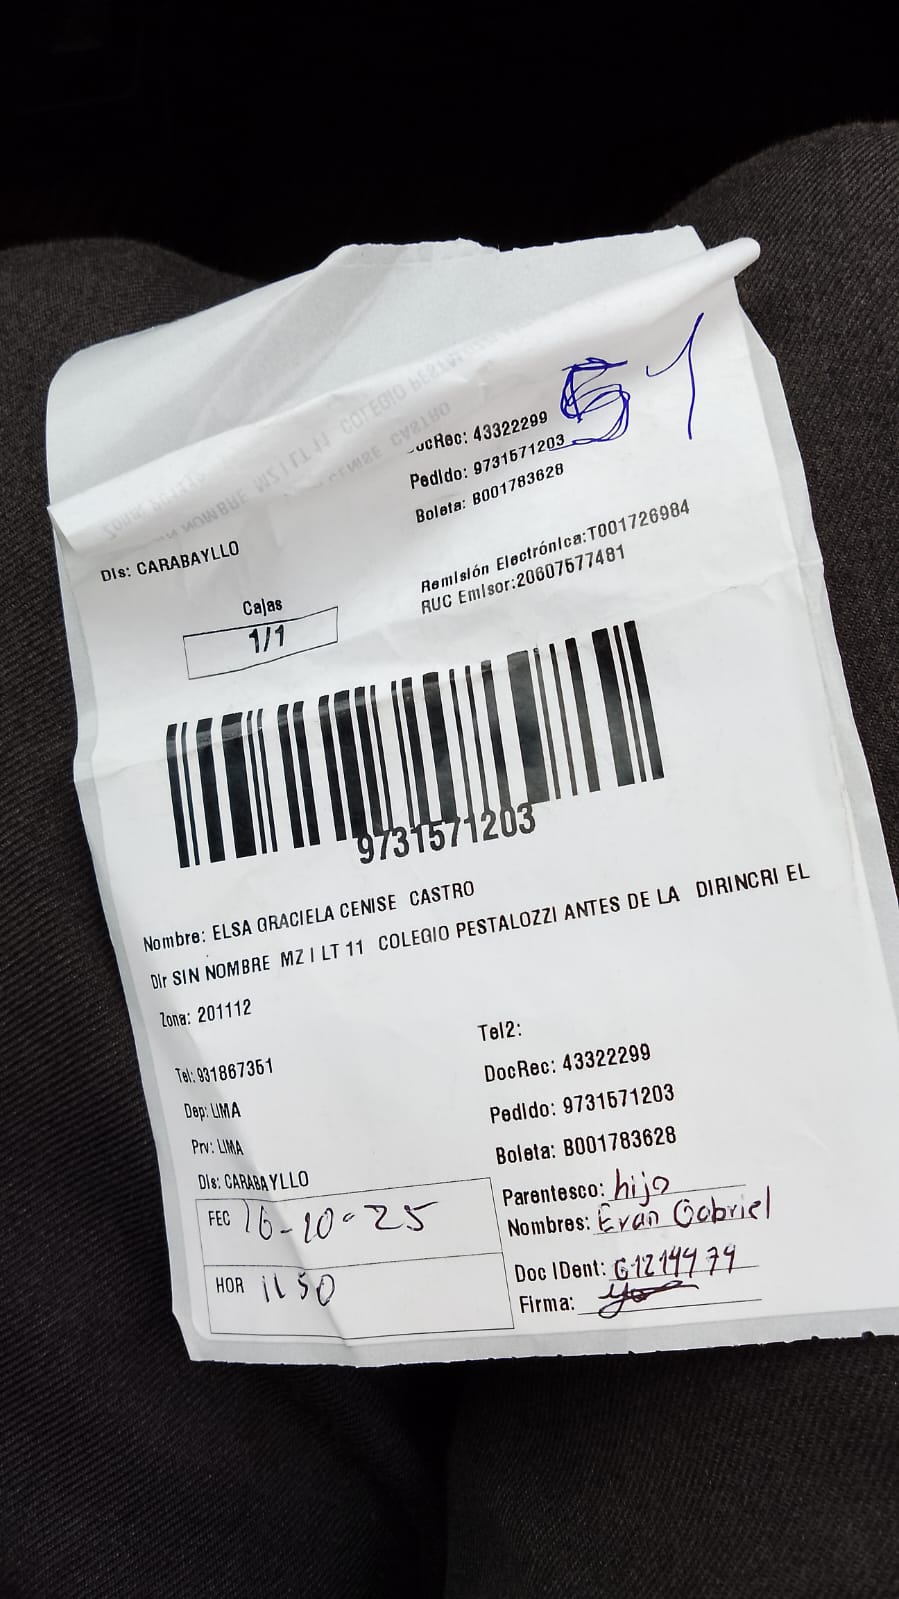 51
DocRec: 43322299
Pedido: 9731571203
Boleta: B001783628
Dis: CARABAYLLO
Remisión Electrónica:T001726984
RUC Emisor:20607577481
Cajas
1/1
9731571203
Nombre: ELSA GRACIELA CENISE CASTRO
Dir SIN NOMBRE MZ I LT 11 COLEGIO PESTALOZZI ANTES DE LA DIRINCRI EL
Zona: 201112
Tel2:
Tel: 931867351
DocRec: 43322299
Dep: LIMA
Pedido: 9731571203
Prv: LIMA
Boleta: B001783628
Dis: CARABAYLLO
Parentesco: hijo
FEC 16-10-25
Nombres: Evan Gabriel
HOR 11 50
Doc IDent:
Firma: